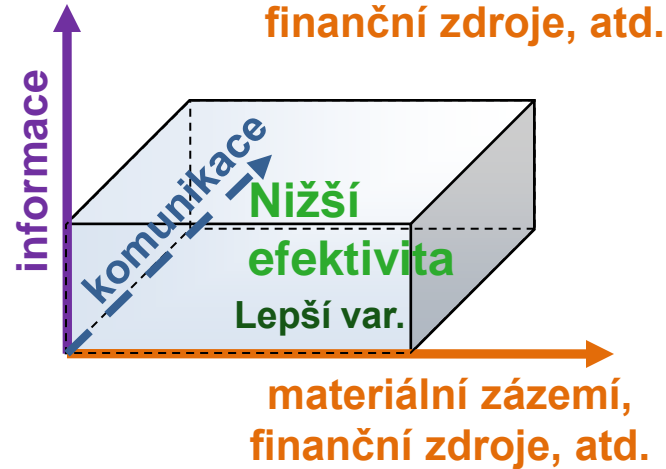 finanční zdroje, atd.
informace
komunikace
Nižší
efektivita
Lepší var.
materiální zázemí,
finanční zdroje, atd.